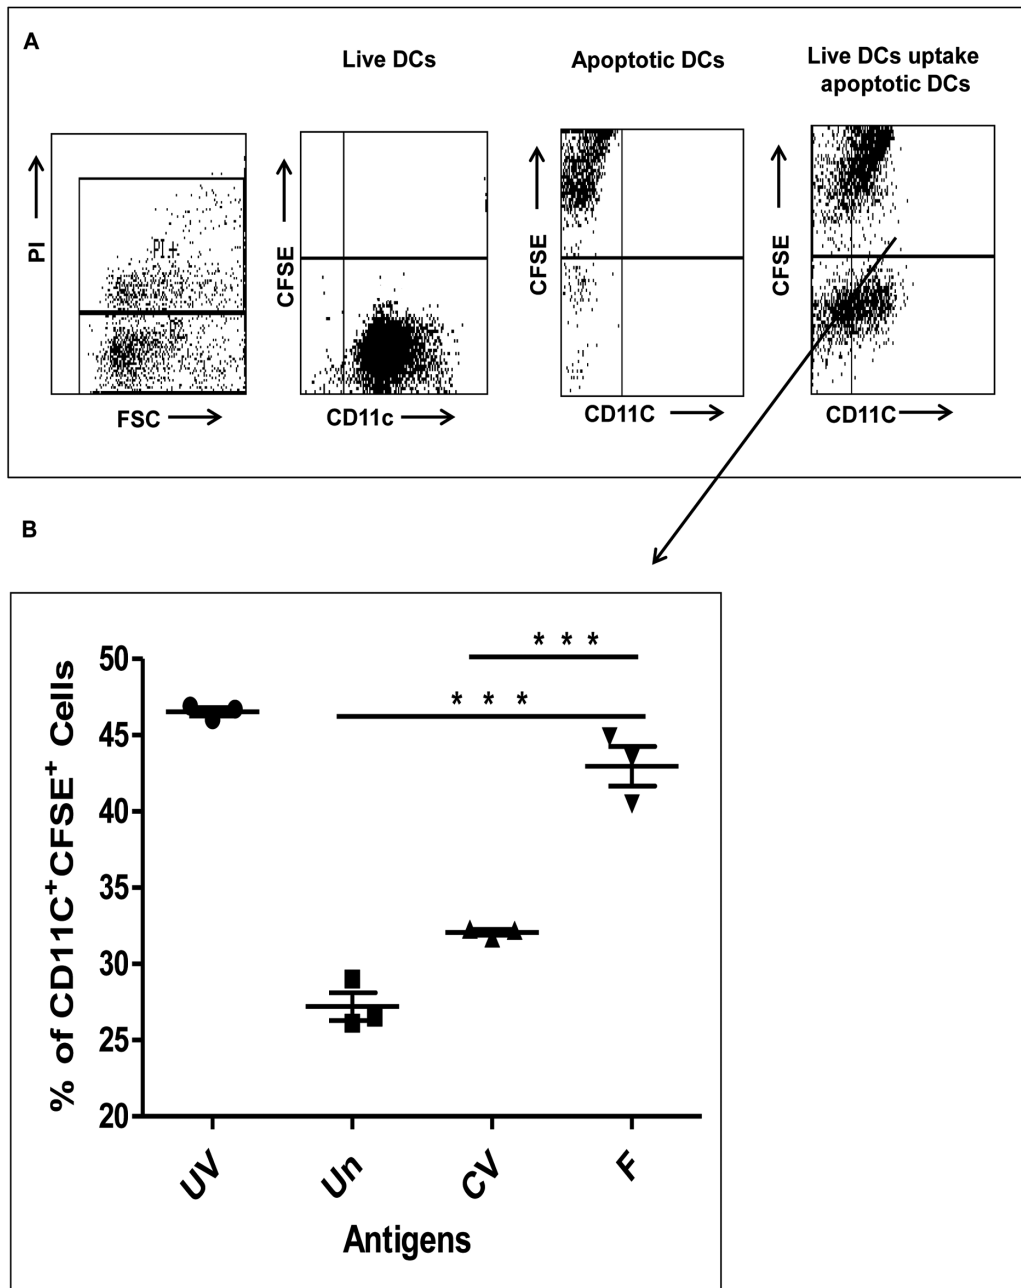 A
Live DCs
Apoptotic DCs
Live DCs uptake
apoptotic DCs
PI
PI+
FSC
CFSE
CD11c
CFSE
CD11C
CFSE
CD11C
B
* * *
* * *
50
45
40
35
30
25
20
% of CD11C⁺CFSE⁺ Cells
UV
Un
CV
F
Antigens